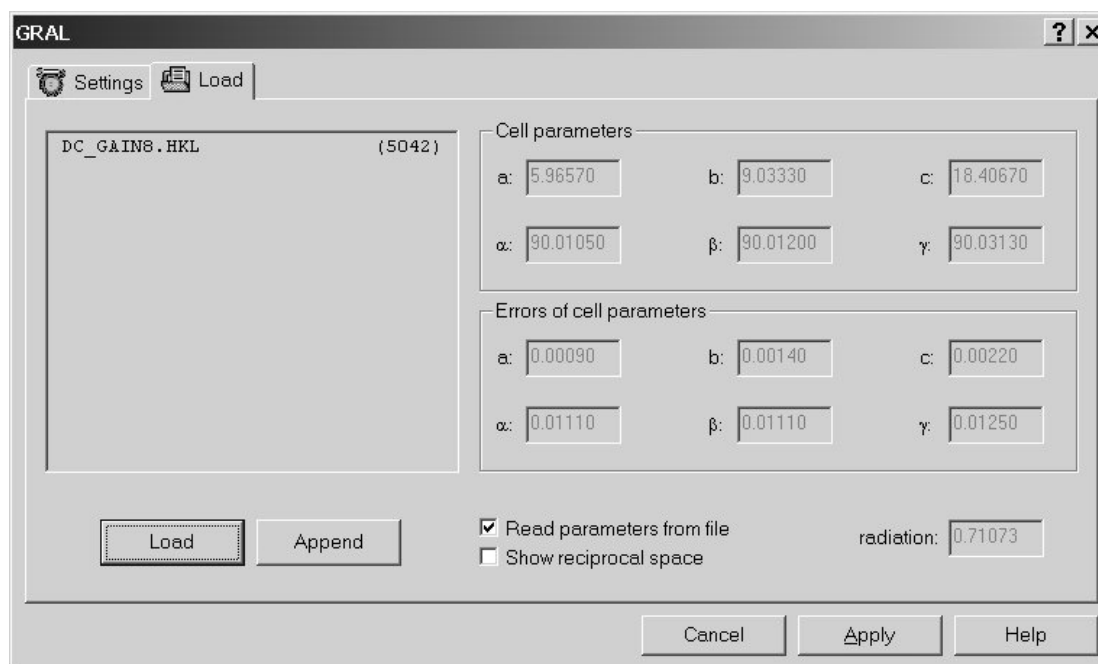 GRAL
Settings Load
DC_GAIN8.HKL (5042)
Cell parameters
a: 5.96570 b: 9.03330 c: 18.40670
α: 90.01050 β: 90.01200 γ: 90.03130
Errors of cell parameters
a: 0.00090 b: 0.00140 c: 0.00220
α: 0.01110 β: 0.01110 γ: 0.01250
Load Append
Read parameters from file
Show reciprocal space
radiation: 0.71073
Cancel Apply Help